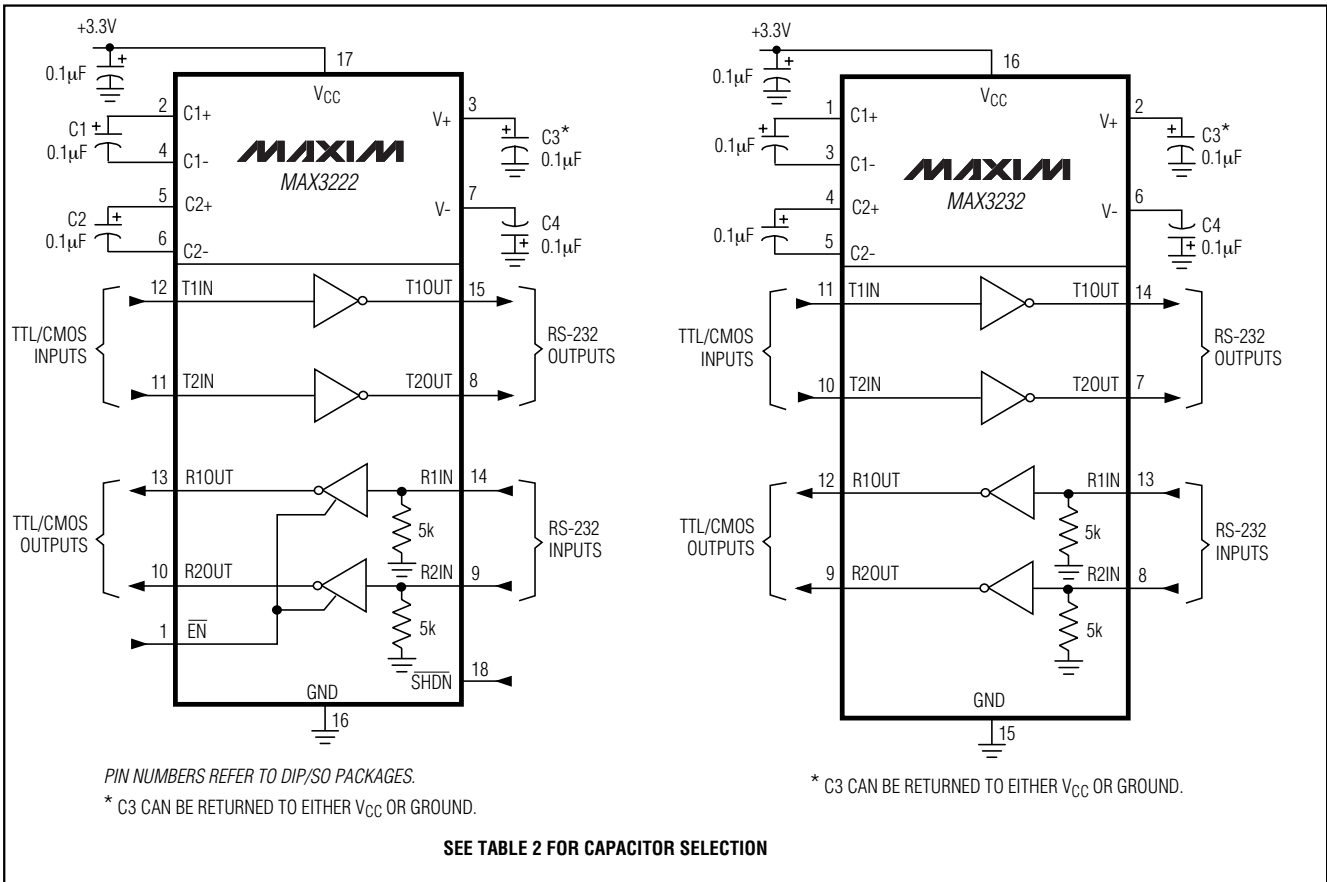 +3.3V
0.1µF
+
17
VCC
2
C1+
C1
+
0.1µF
4
C1-
MAXIM
MAX3222
5
C2+
C2
+
0.1µF
6
C2-
3
V+
+
C3*
0.1µF
7
V-
C4
+
0.1µF
TTL/CMOS
INPUTS
12
T1IN
T1OUT
15
11
T2IN
T2OUT
8
RS-232
OUTPUTS
TTL/CMOS
OUTPUTS
13
R1OUT
R1IN
14
5k
10
R2OUT
R2IN
9
5k
RS-232
INPUTS
1
EN
SHDN
18
GND
16
PIN NUMBERS REFER TO DIP/SO PACKAGES.
* C3 CAN BE RETURNED TO EITHER VCC OR GROUND.
+3.3V
0.1µF
+
16
VCC
1
C1+
+
0.1µF
3
C1-
MAXIM
MAX3232
4
C2+
+
0.1µF
5
C2-
2
V+
+
C3*
0.1µF
6
V-
C4
+
0.1µF
TTL/CMOS
INPUTS
11
T1IN
T1OUT
14
10
T2IN
T2OUT
7
RS-232
OUTPUTS
TTL/CMOS
OUTPUTS
12
R1OUT
R1IN
13
5k
9
R2OUT
R2IN
8
5k
RS-232
INPUTS
GND
15
* C3 CAN BE RETURNED TO EITHER VCC OR GROUND.
SEE TABLE 2 FOR CAPACITOR SELECTION